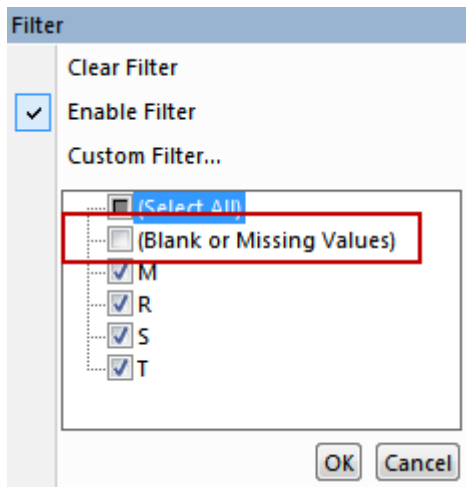 Filter
Clear Filter
Enable Filter
Custom Filter...
(Select All)
(Blank or Missing Values)
M
R
S
T
OK Cancel